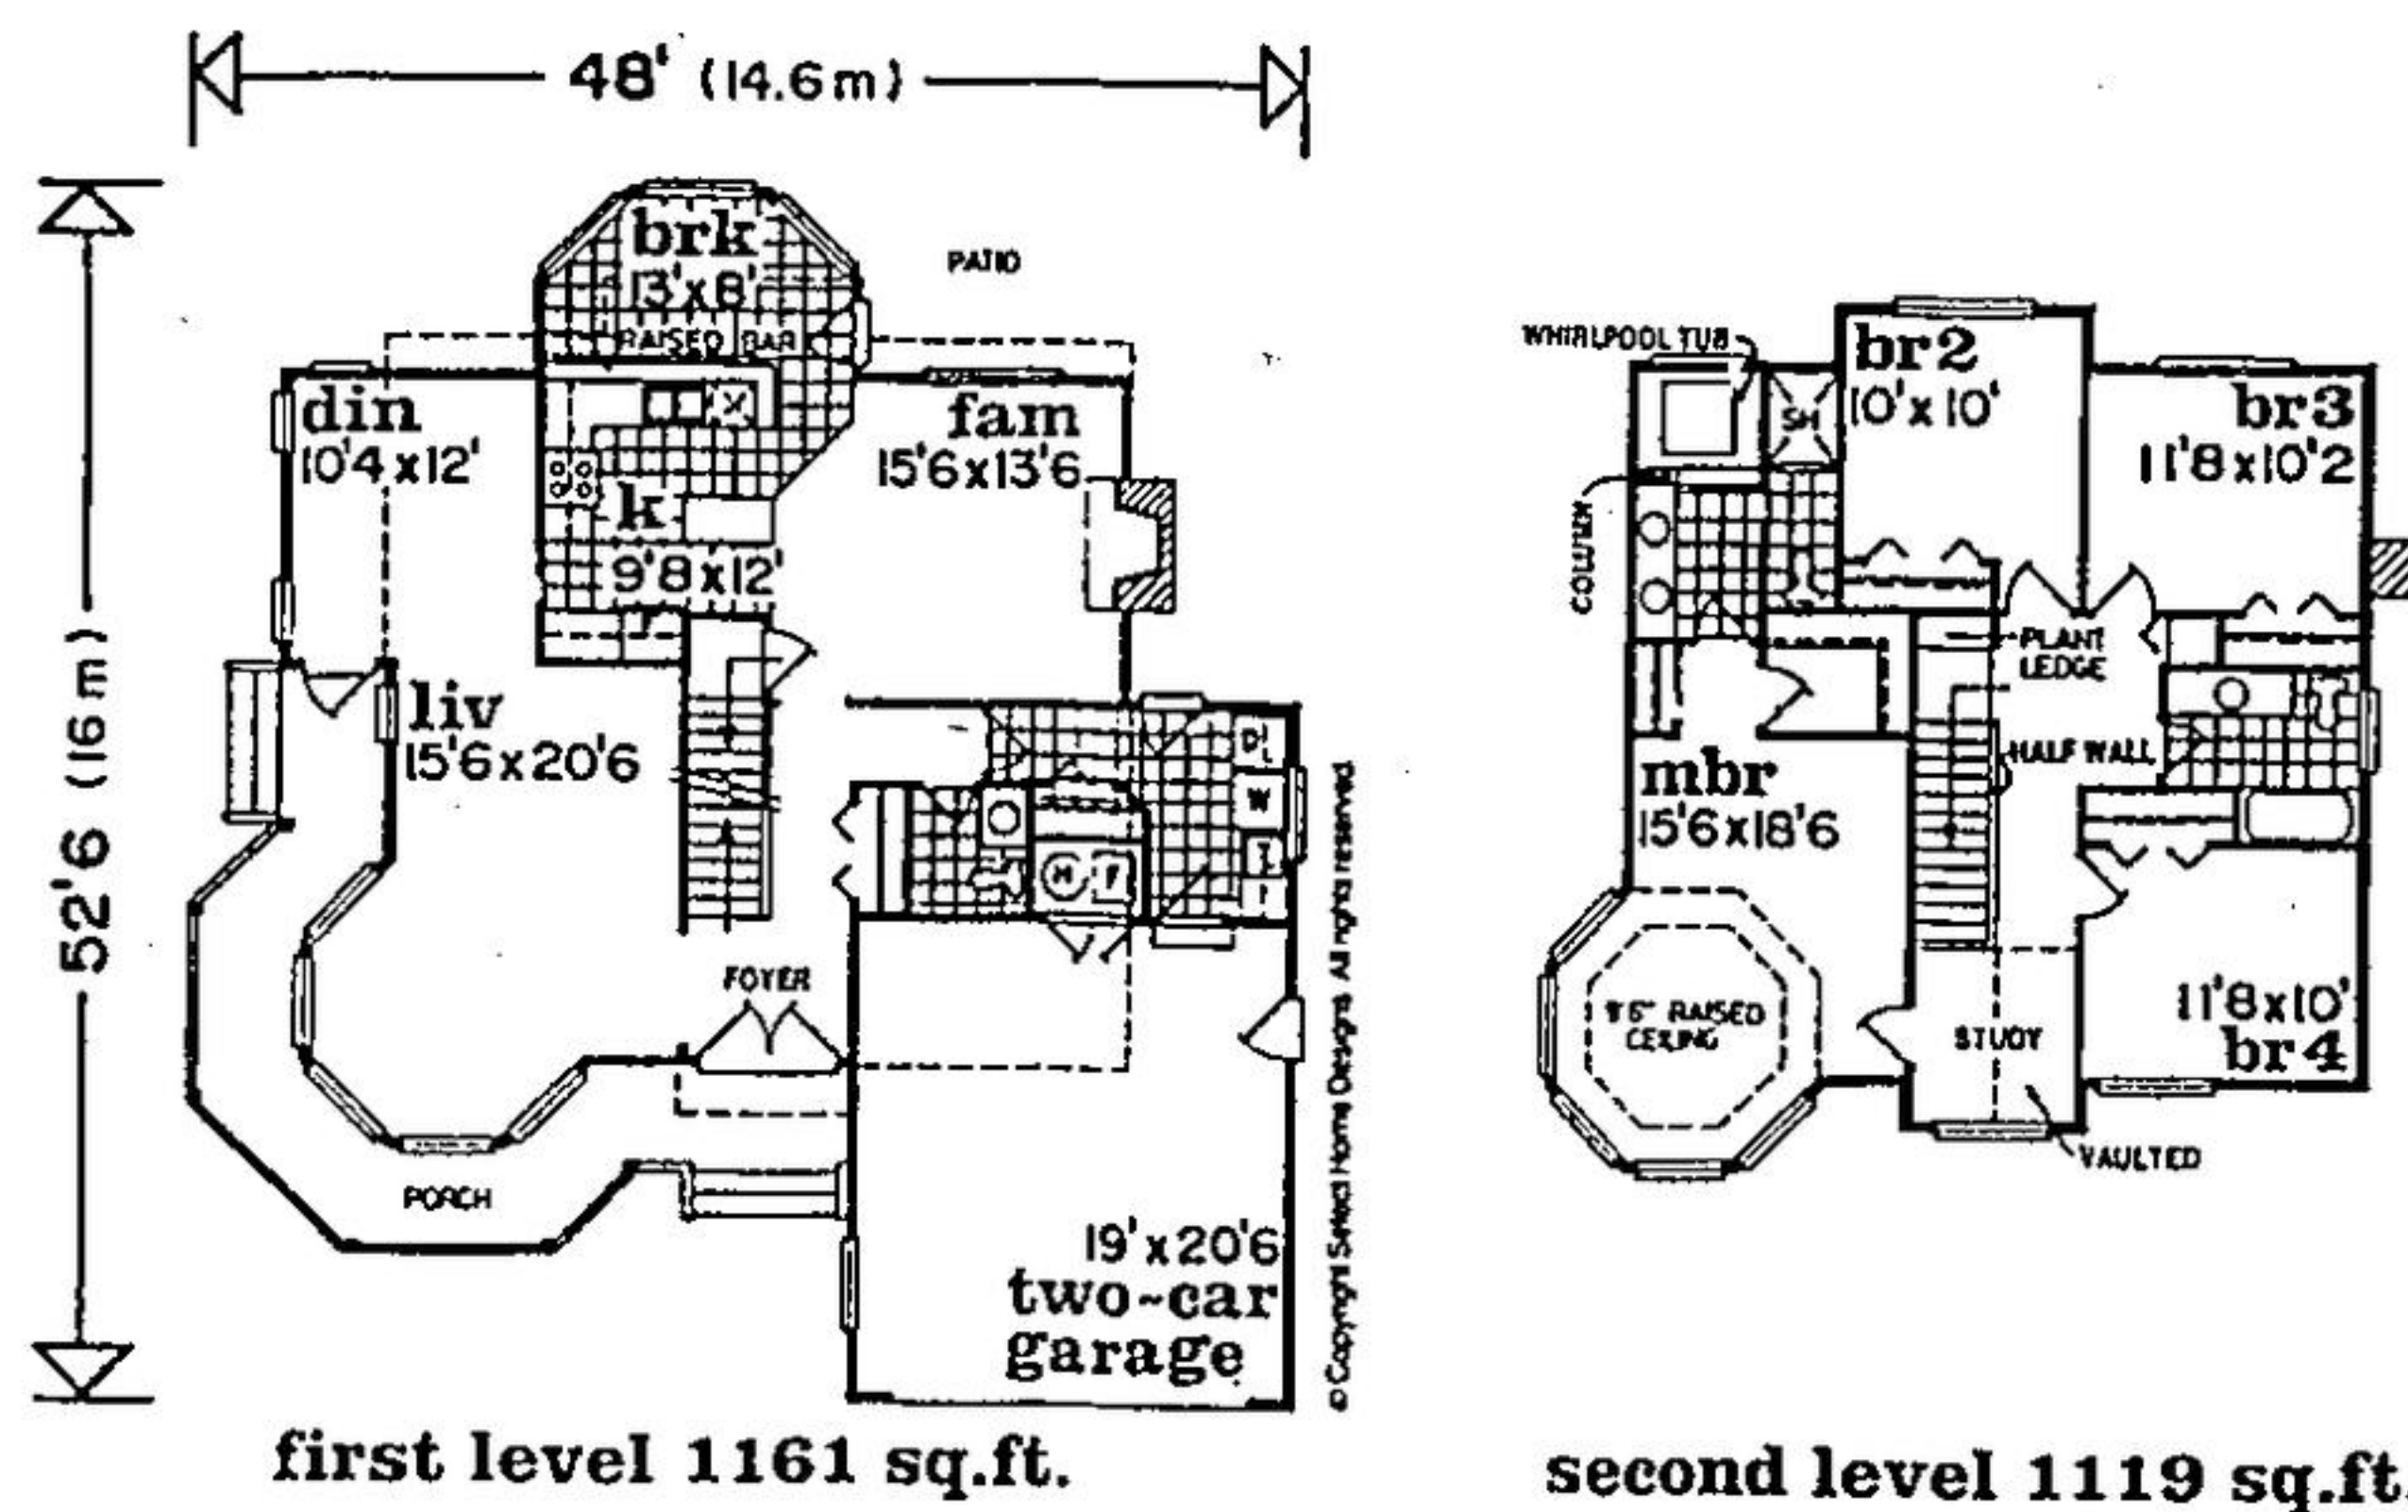 48' (14.6m)
52'6 (16m)
brk
13'x8'
RAISED BAR
PATIO
din
10'4x12'
fam
15'6x13'6
k
9'8x12'
liv
15'6x20'6
D
W
H
F
FOYER
PORCH
19'x20'6
two~car
garage
© Copyright Select Home Designs. All rights reserved.
first level 1161 sq.ft.
WHIRLPOOL TUB
SH
COLUMN
br2
10'x10'
br3
11'8x10'2
PLANT
LEDGE
HALF WALL
mbr
15'6x18'6
RAISED
CEILING
STUDY
11'8x10'
br4
VAULTED
second level 1119 sq.ft